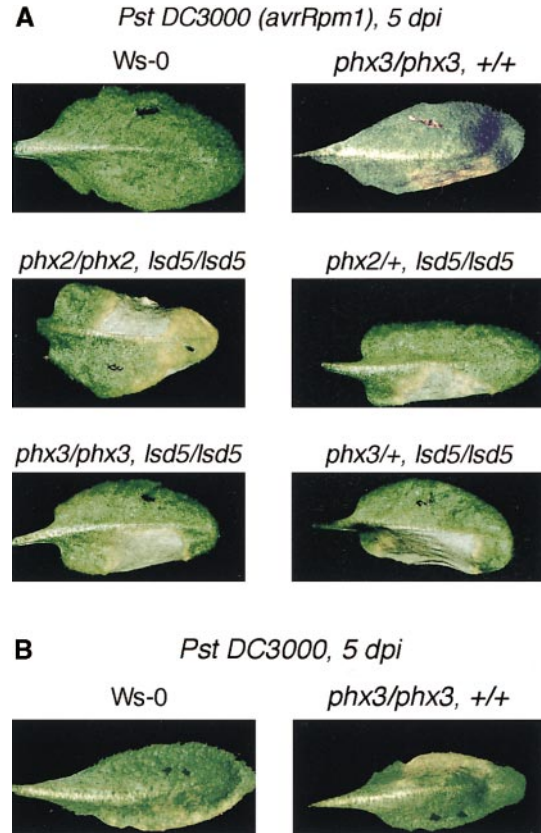 A
Pst DC3000 (avrRpm1), 5 dpi
Ws-0
phx3/phx3, +/+
phx2/phx2, lsd5/lsd5
phx2/+, lsd5/lsd5
phx3/phx3, lsd5/lsd5
phx3/+, lsd5/lsd5
B
Pst DC3000, 5 dpi
Ws-0
phx3/phx3, +/+